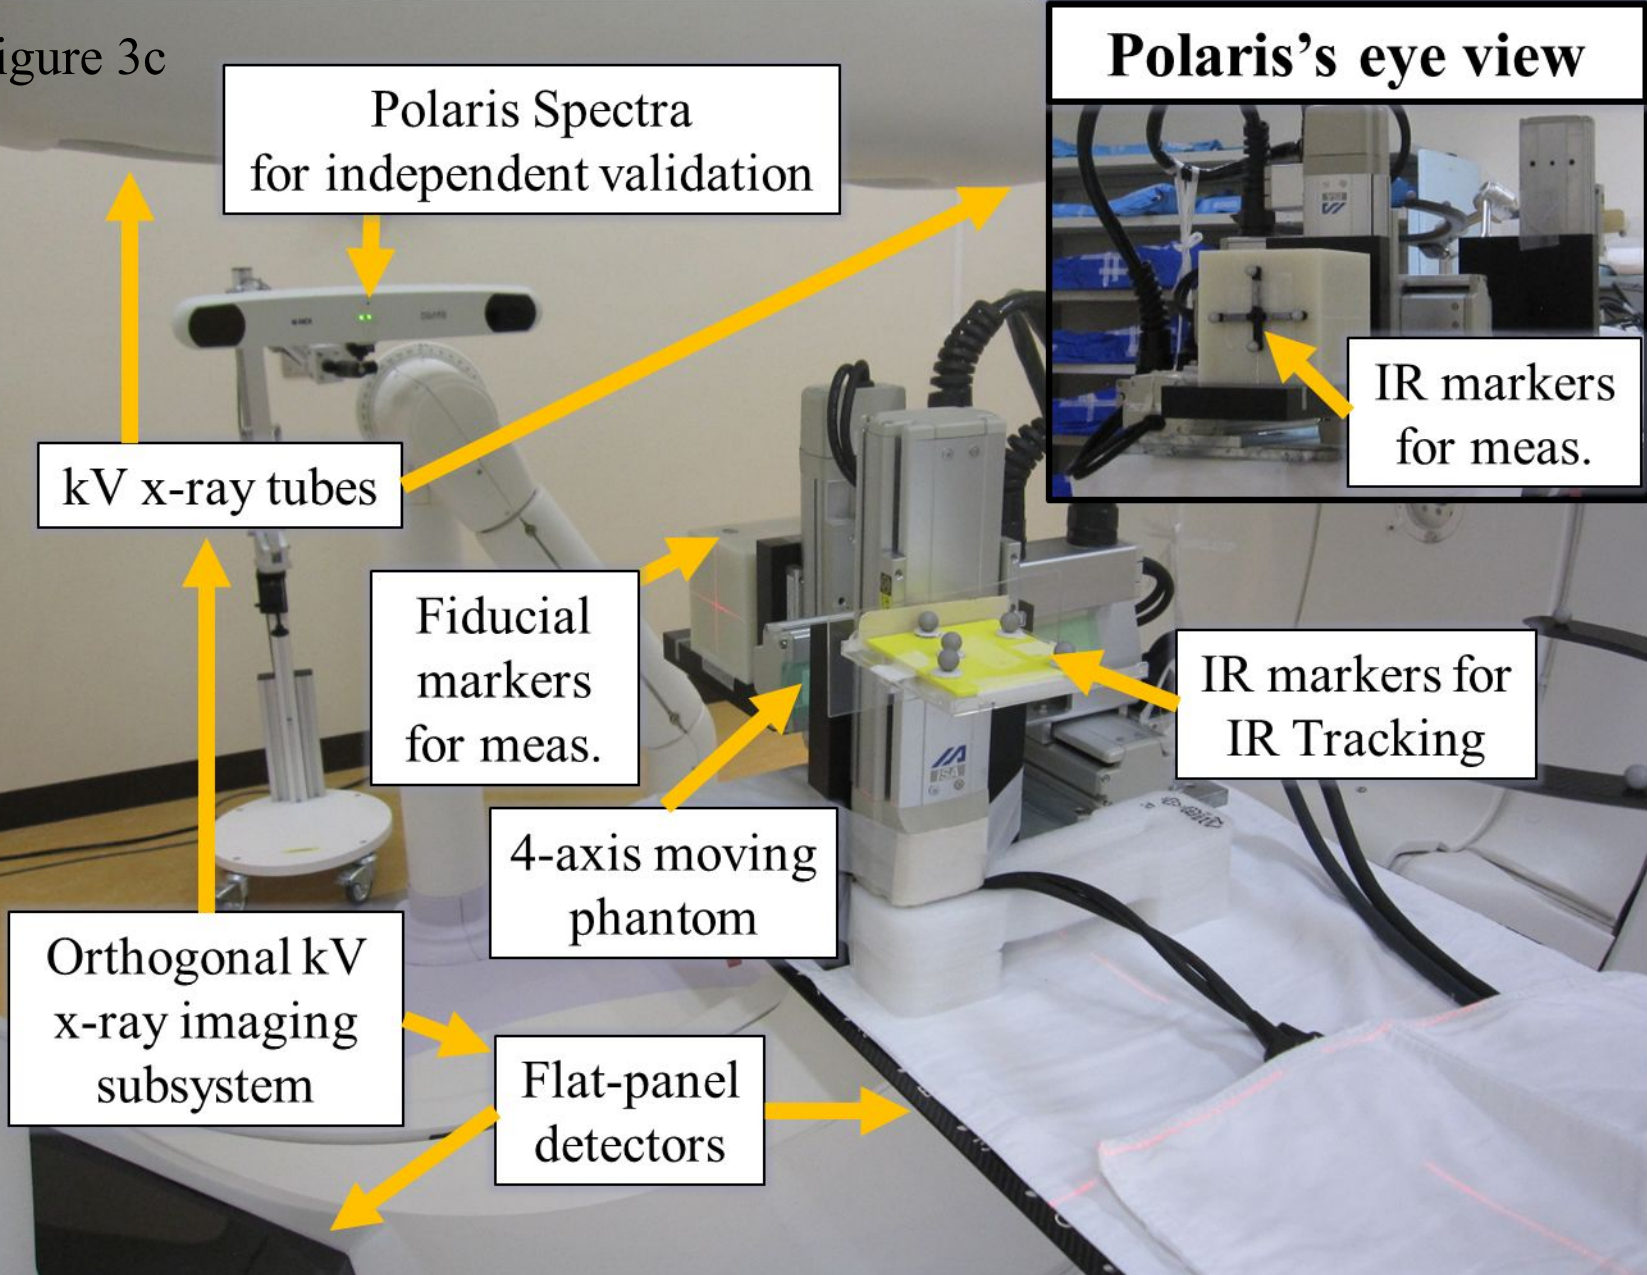 igure 3c
Polaris Spectra
for independent validation
Polaris's eye view
IR markers
for meas.
kV x-ray tubes
Fiducial
markers
for meas.
IR markers for
IR Tracking
4-axis moving
phantom
Orthogonal kV
x-ray imaging
subsystem
Flat-panel
detectors
IA
ISA